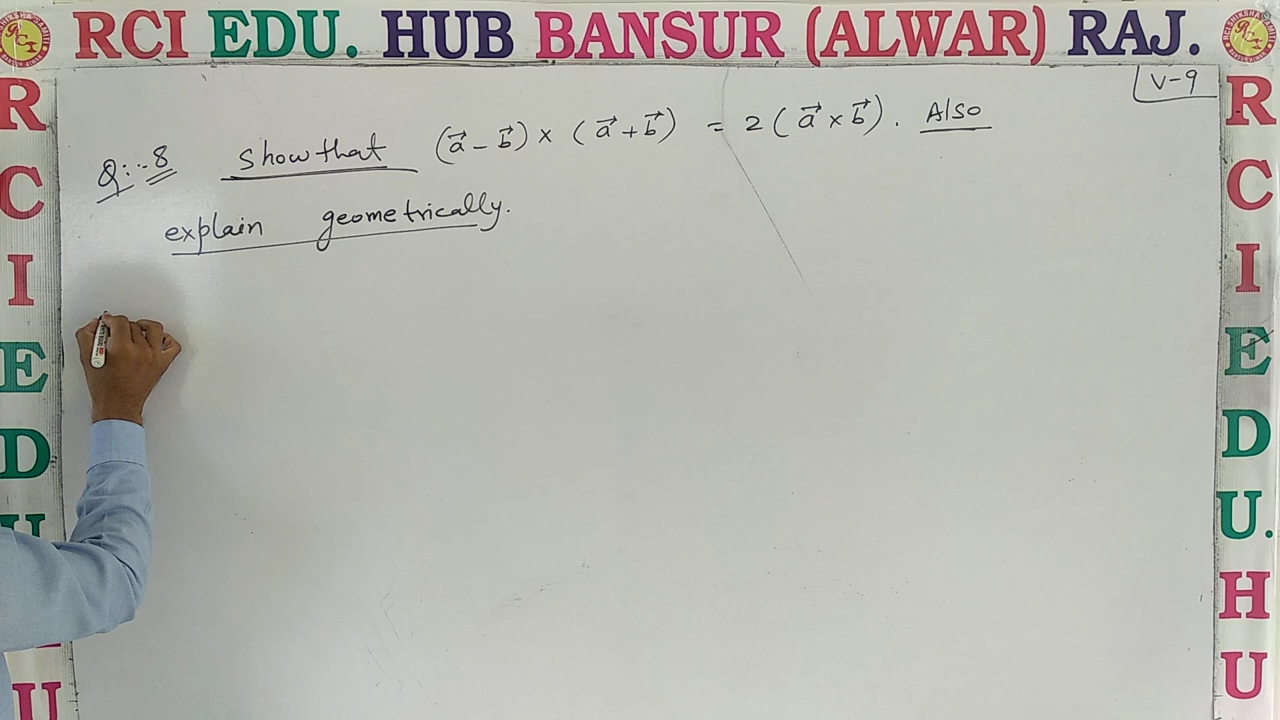 RCI EDU. HUB BANSUR (ALWAR) RAJ.
V-9
Q:-8 Show that (a⃗ - b⃗) × (a⃗ + b⃗) = 2(a⃗ × b⃗). Also
explain geometrically.
R
C
I
E
D
U
U
R
C
I
E
D
U.
H
U